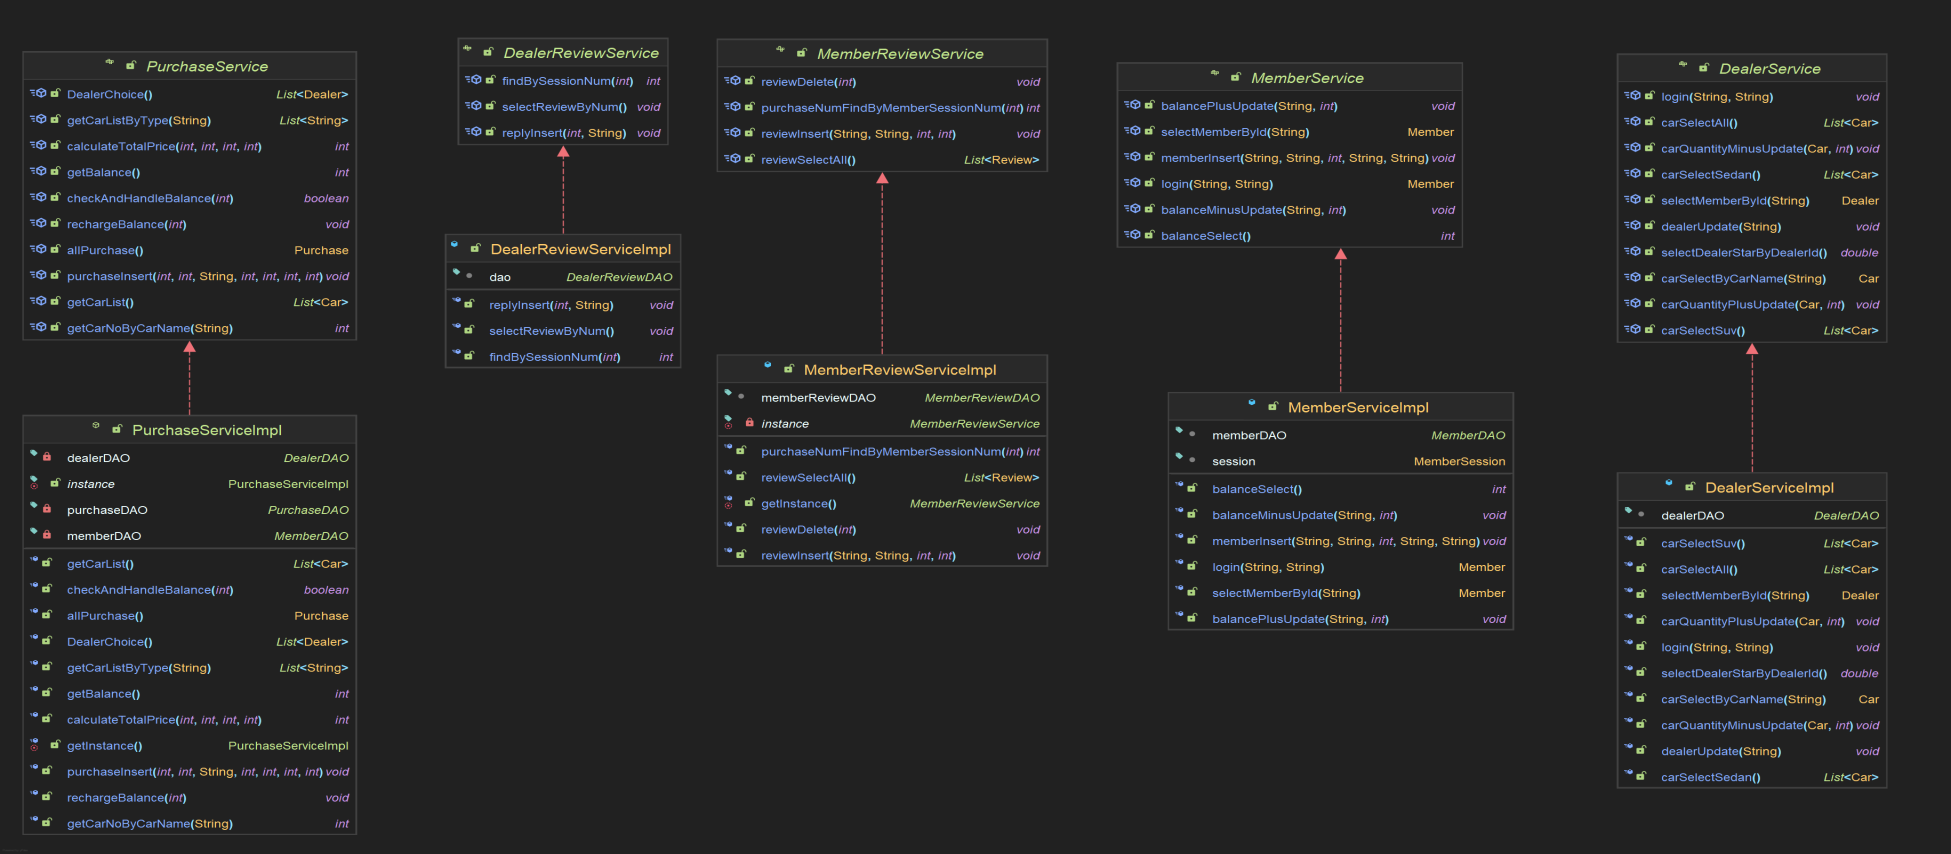 PurchaseService
DealerChoice() List<Dealer>
getCarListByType(String) List<String>
calculateTotalPrice(int, int, int, int) int
getBalance() int
checkAndHandleBalance(int) boolean
rechargeBalance(int) void
allPurchase() Purchase
purchaseInsert(int, int, String, int, int, int, int) void
getCarList() List<Car>
getCarNoByCarName(String) int
PurchaseServiceImpl
dealerDAO DealerDAO
instance PurchaseServiceImpl
purchaseDAO PurchaseDAO
memberDAO MemberDAO
getCarList() List<Car>
checkAndHandleBalance(int) boolean
allPurchase() Purchase
DealerChoice() List<Dealer>
getCarListByType(String) List<String>
getBalance() int
calculateTotalPrice(int, int, int, int) int
getInstance() PurchaseServiceImpl
purchaseInsert(int, int, String, int, int, int, int) void
rechargeBalance(int) void
getCarNoByCarName(String) int
DealerReviewService
findBySessionNum(int) int
selectReviewByNum() void
replyInsert(int, String) void
DealerReviewServiceImpl
dao DealerReviewDAO
replyInsert(int, String) void
selectReviewByNum() void
findBySessionNum(int) int
MemberReviewService
reviewDelete(int) void
purchaseNumFindByMemberSessionNum(int) int
reviewInsert(String, String, int, int) void
reviewSelectAll() List<Review>
MemberReviewServiceImpl
memberReviewDAO MemberReviewDAO
instance MemberReviewService
purchaseNumFindByMemberSessionNum(int) int
reviewSelectAll() List<Review>
getInstance() MemberReviewService
reviewDelete(int) void
reviewInsert(String, String, int, int) void
MemberService
balancePlusUpdate(String, int) void
selectMemberById(String) Member
memberInsert(String, String, int, String, String) void
login(String, String) Member
balanceMinusUpdate(String, int) void
balanceSelect() int
MemberServiceImpl
memberDAO MemberDAO
session MemberSession
balanceSelect() int
balanceMinusUpdate(String, int) void
memberInsert(String, String, int, String, String) void
login(String, String) Member
selectMemberById(String) Member
balancePlusUpdate(String, int) void
DealerService
login(String, String) void
carSelectAll() List<Car>
carQuantityMinusUpdate(Car, int) void
carSelectSedan() List<Car>
selectMemberById(String) Dealer
dealerUpdate(String) void
selectDealerStarByDealerId() double
carSelectByCarName(String) Car
carQuantityPlusUpdate(Car, int) void
carSelectSuv() List<Car>
DealerServiceImpl
dealerDAO DealerDAO
carSelectSuv() List<Car>
carSelectAll() List<Car>
selectMemberById(String) Dealer
carQuantityPlusUpdate(Car, int) void
login(String, String) void
selectDealerStarByDealerId() double
carSelectByCarName(String) Car
carQuantityMinusUpdate(Car, int) void
dealerUpdate(String) void
carSelectSedan() List<Car>